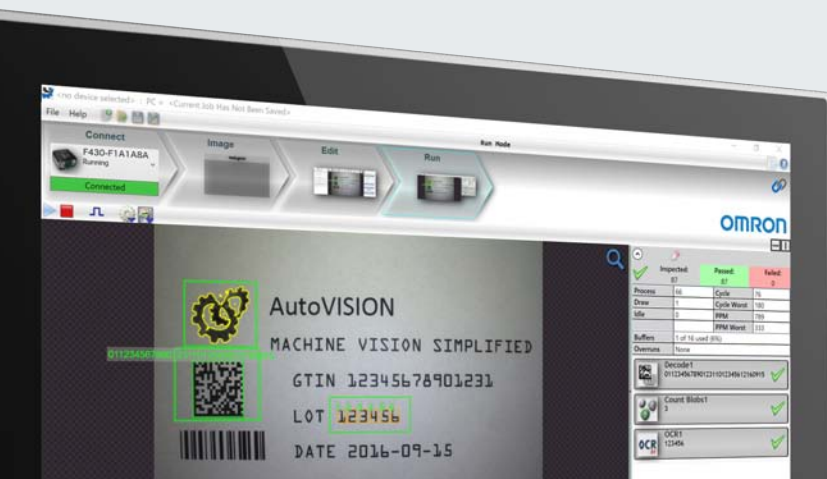 <no device selected> : PC > <Current Job Has Not Been Saved>
File Help
Run Mode
Connect
Image
Edit
Run
F430-F1A1A8A
Running
Connected
OMRON
Inspected: Passed: Failed:
87 87 0
Process 66 Cycle 76
Draw 1 Cycle Worst 180
Idle 0 PPM 789
PPM Worst 333
Buffers 1 of 16 used (6%)
Overruns None
Decode1
Count Blobs1
3
OCR1
123456
OCR
AutoVISION
MACHINE VISION SIMPLIFIED
GTIN 12345678901231
LOT 123456
DATE 2016-09-15